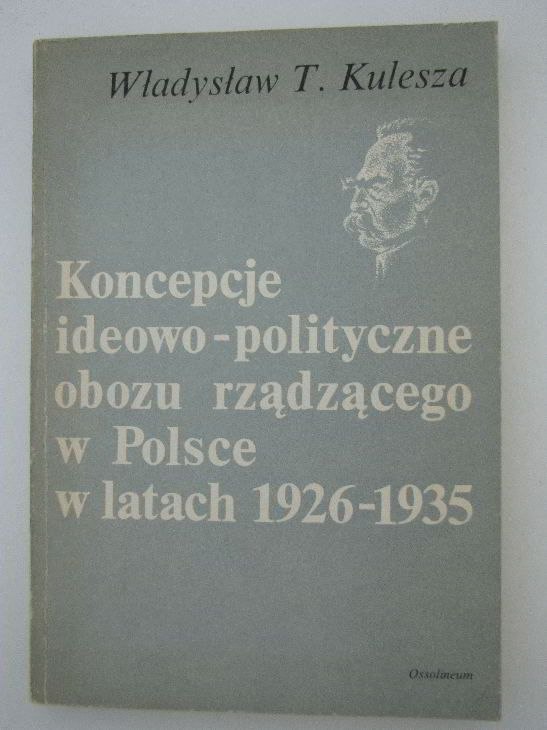 Władysław T. Kulesza
Koncepcje
ideowo-polityczne
obozu rządzącego
w Polsce
w latach 1926-1935
Ossolineum